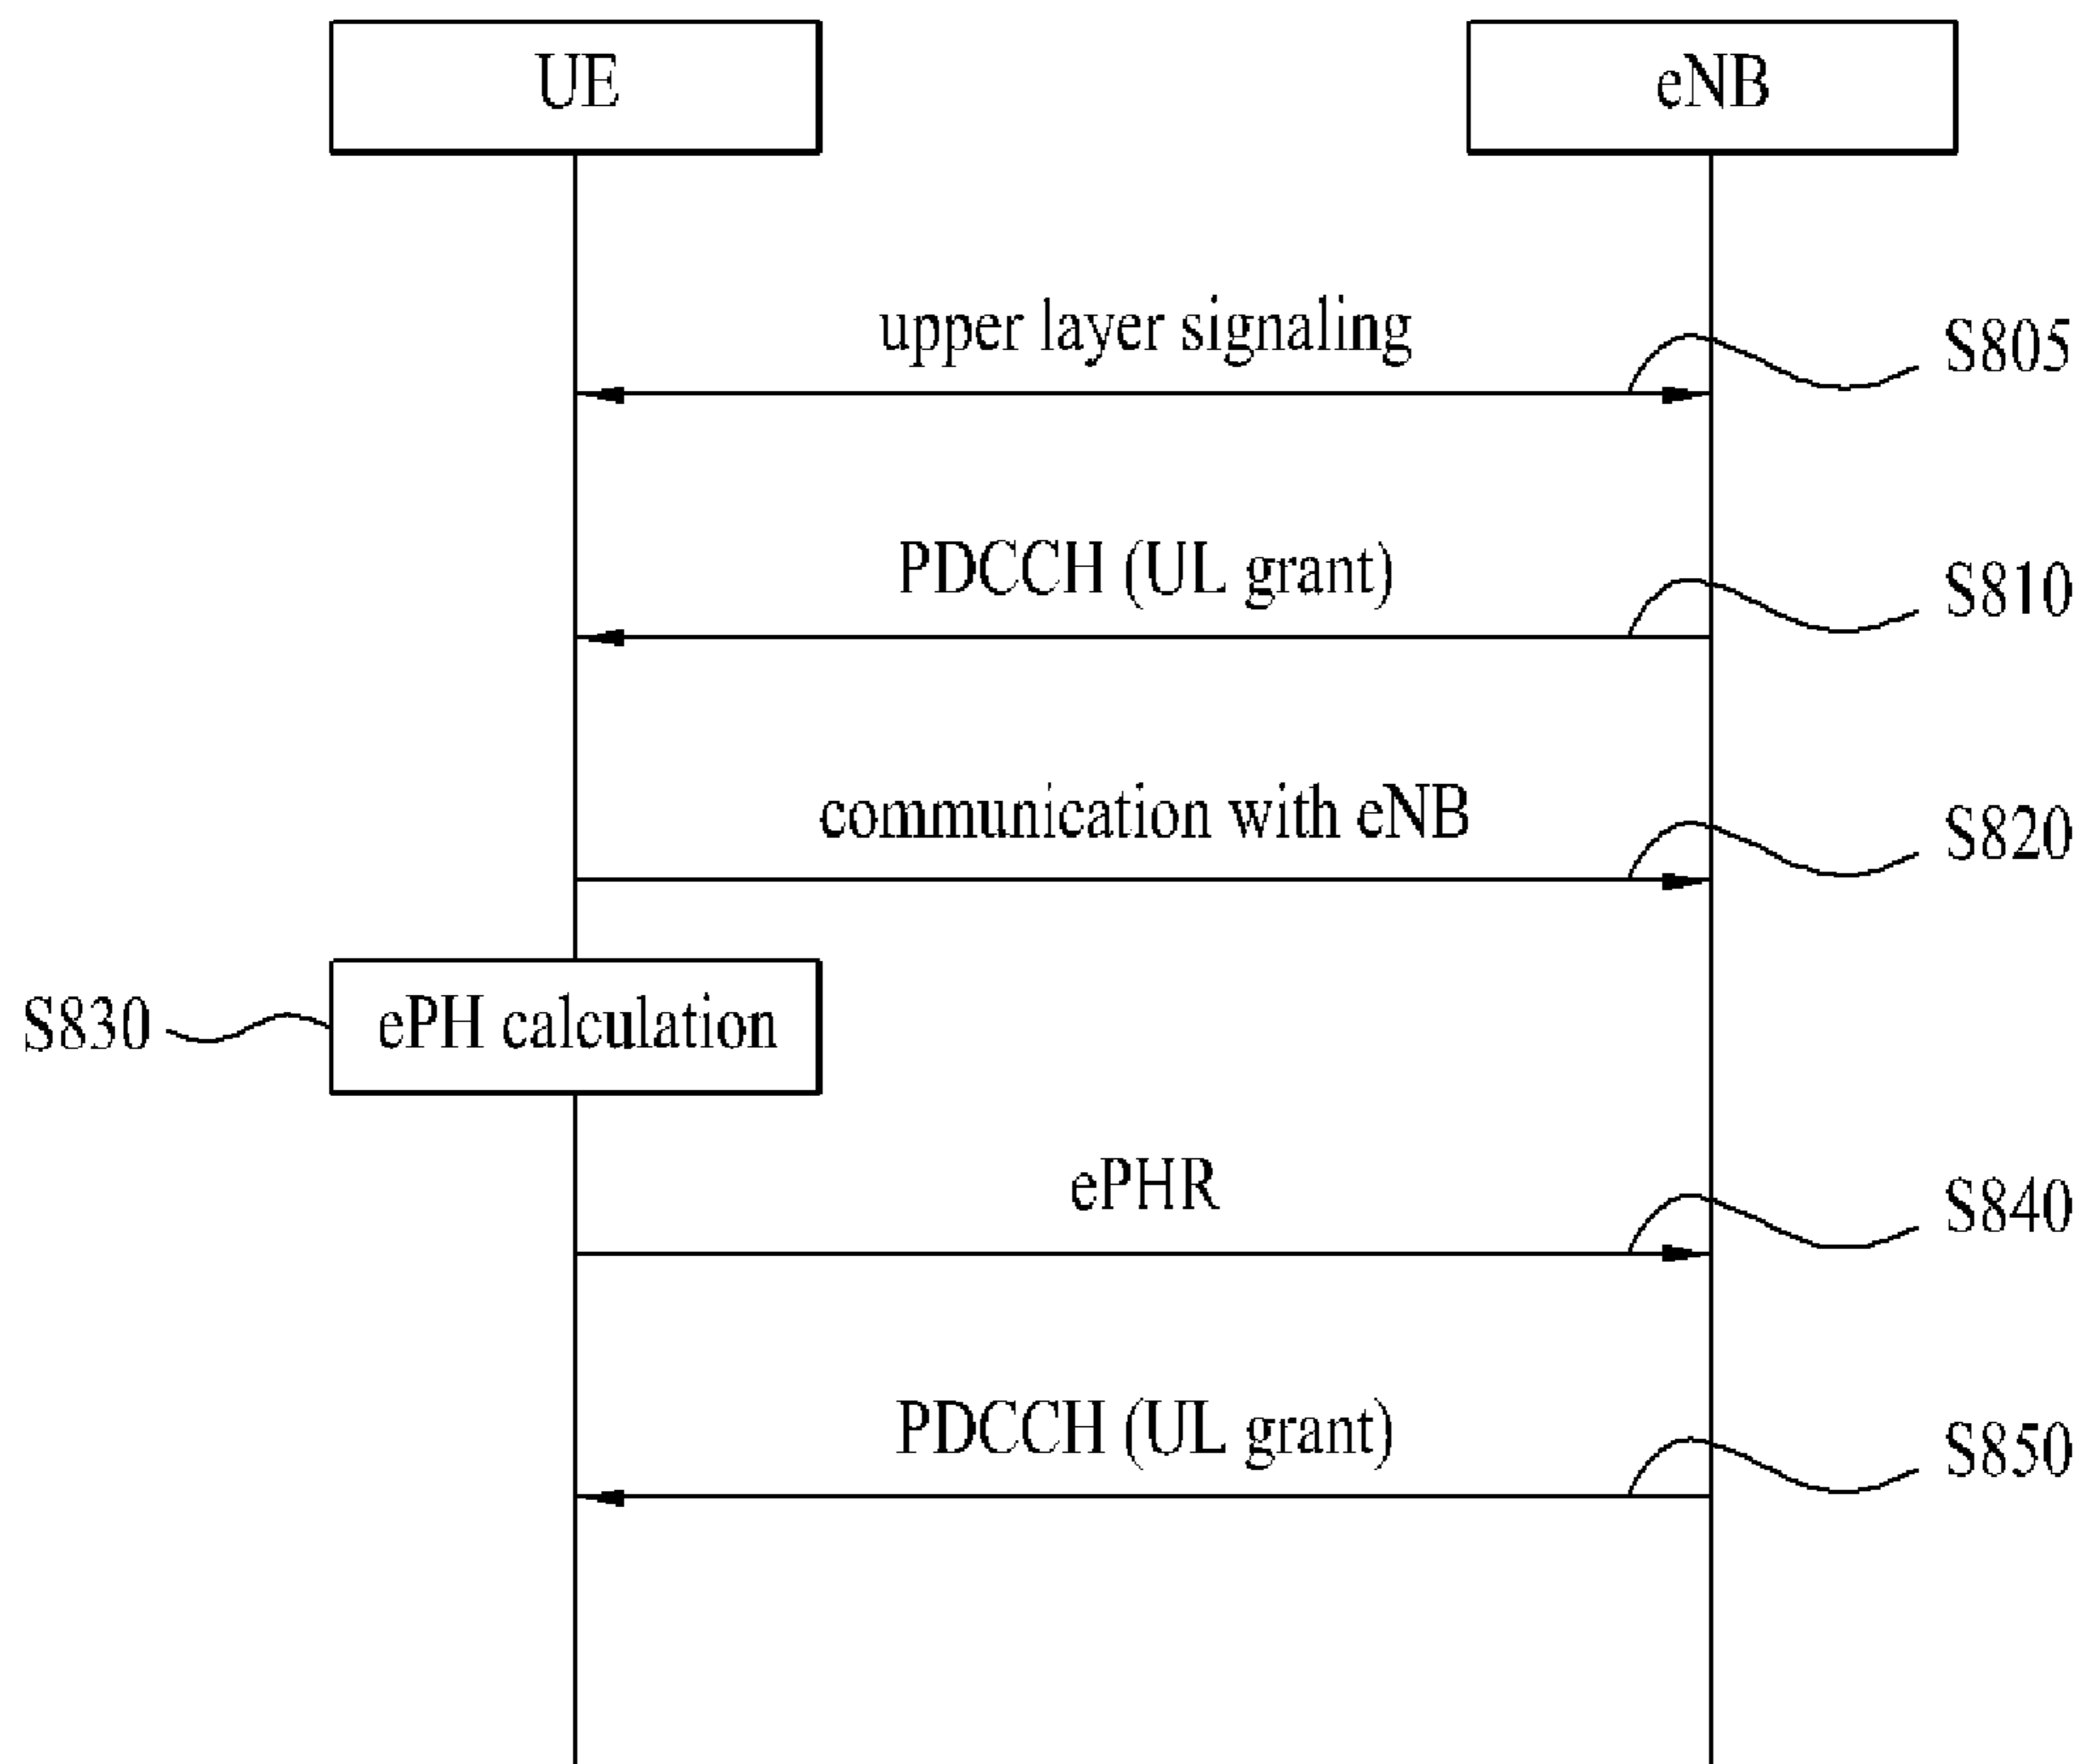 UE
eNB
upper layer signaling
S805
PDCCH (UL grant)
S810
communication with eNB
S820
S830
ePH calculation
ePHR
S840
PDCCH (UL grant)
S850